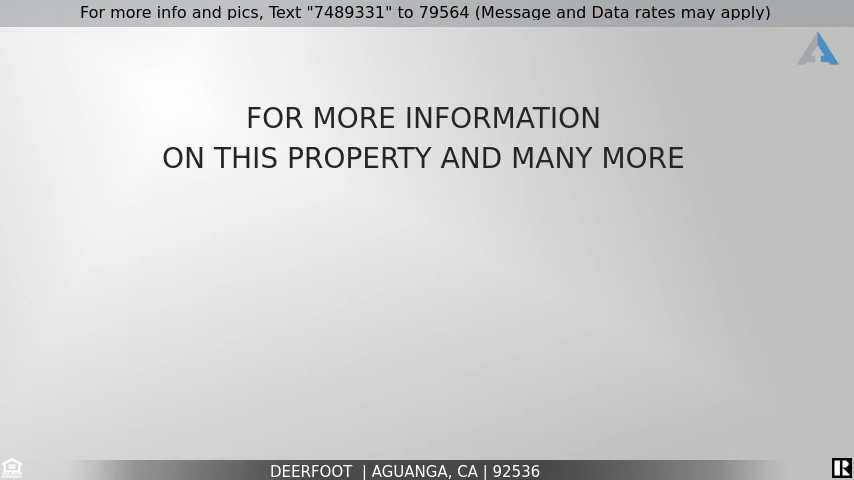 For more info and pics, Text "7489331" to 79564 (Message and Data rates may apply)
FOR MORE INFORMATION
ON THIS PROPERTY AND MANY MORE
DEERFOOT | AGUANGA, CA | 92536